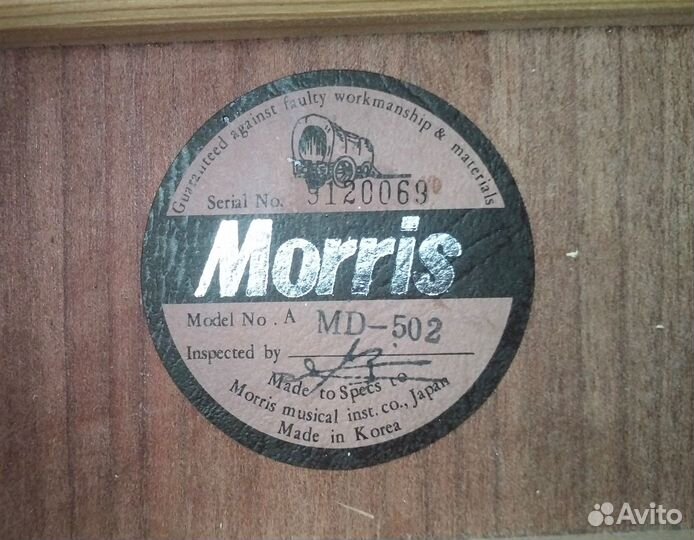 Guaranteed against faulty workmanship & materials
Serial No. 9120069
Morris
Model No. A MD-502
Inspected by
Made to Specs to
Morris musical inst. co., Japan
Made in Korea
Avito